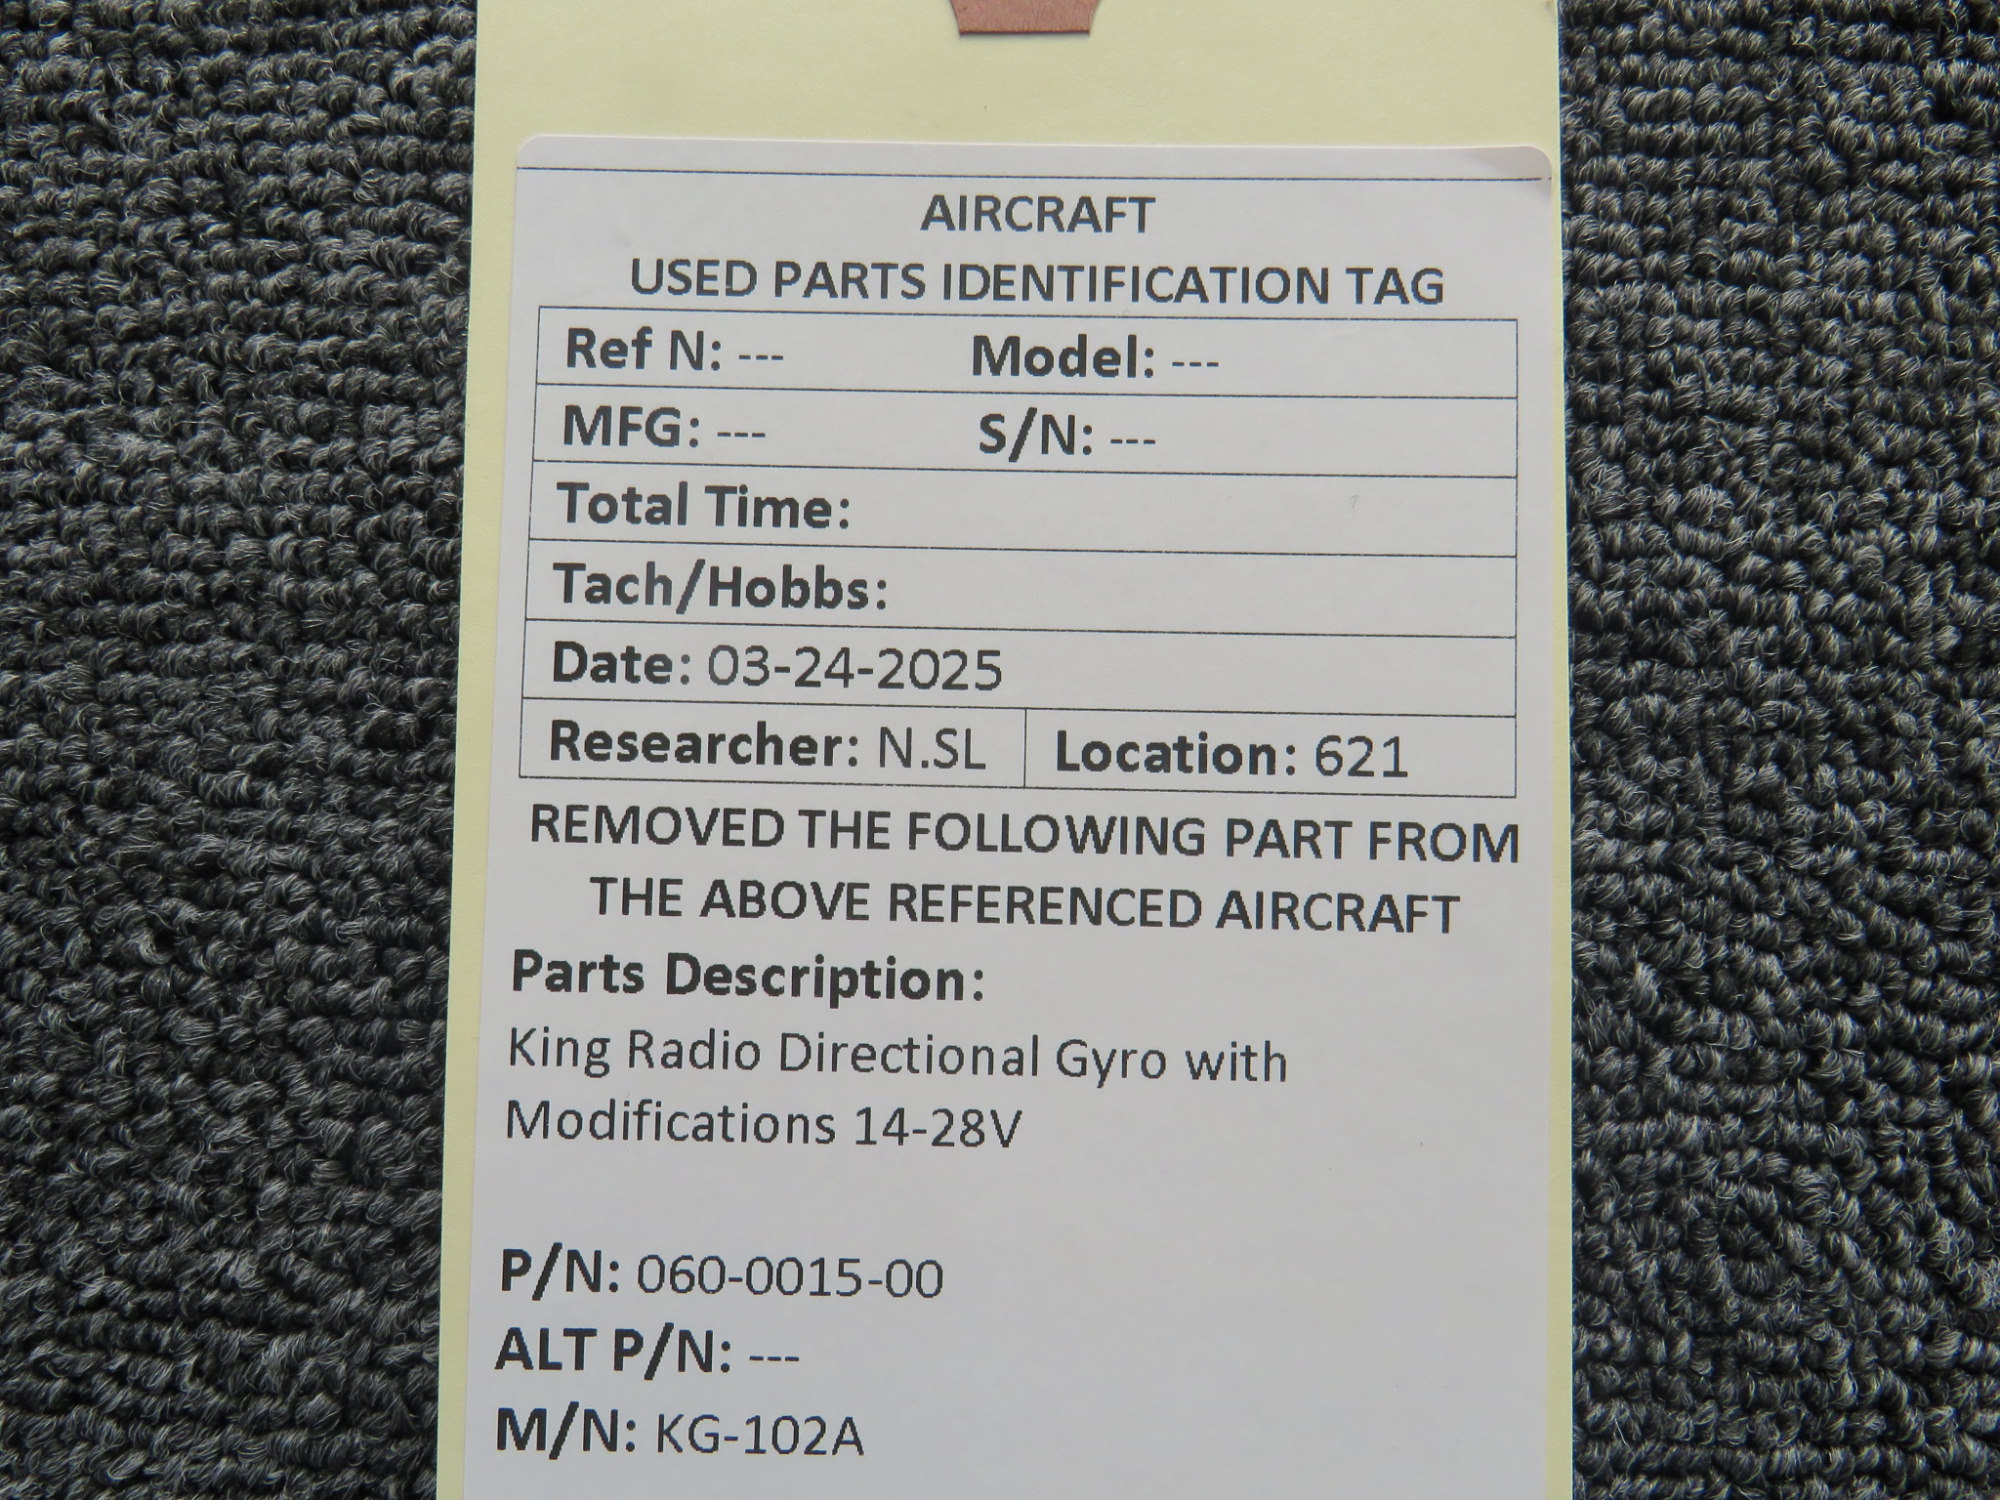 AIRCRAFT
USED PARTS IDENTIFICATION TAG
Ref N: --- Model: ---
MFG: --- S/N: ---
Total Time:
Tach/Hobbs:
Date: 03-24-2025
Researcher: N.SL Location: 621
REMOVED THE FOLLOWING PART FROM
THE ABOVE REFERENCED AIRCRAFT
Parts Description:
King Radio Directional Gyro with
Modifications 14-28V
P/N: 060-0015-00
ALT P/N: ---
M/N: KG-102A